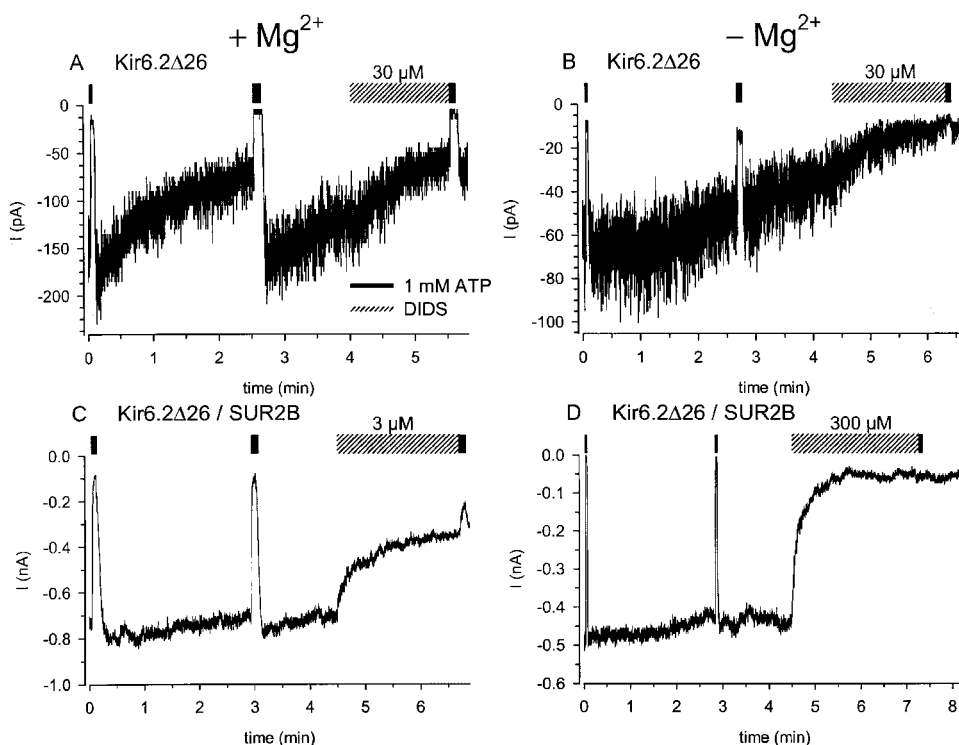 + Mg²⁺
− Mg²⁺
A Kir6.2Δ26
30 µM
B Kir6.2Δ26
30 µM
0
-50
-100
-150
-200
I (pA)
1 mM ATP
DIDS
0 1 2 3 4 5
time (min)
0
-20
-40
-60
-80
-100
I (pA)
0 1 2 3 4 5 6
time (min)
C Kir6.2Δ26 / SUR2B
3 µM
D Kir6.2Δ26 / SUR2B
300 µM
0.0
-0.2
-0.4
-0.6
-0.8
-1.0
I (nA)
0 1 2 3 4 5 6
time (min)
0.0
-0.1
-0.2
-0.3
-0.4
-0.5
-0.6
I (nA)
0 1 2 3 4 5 6 7 8
time (min)